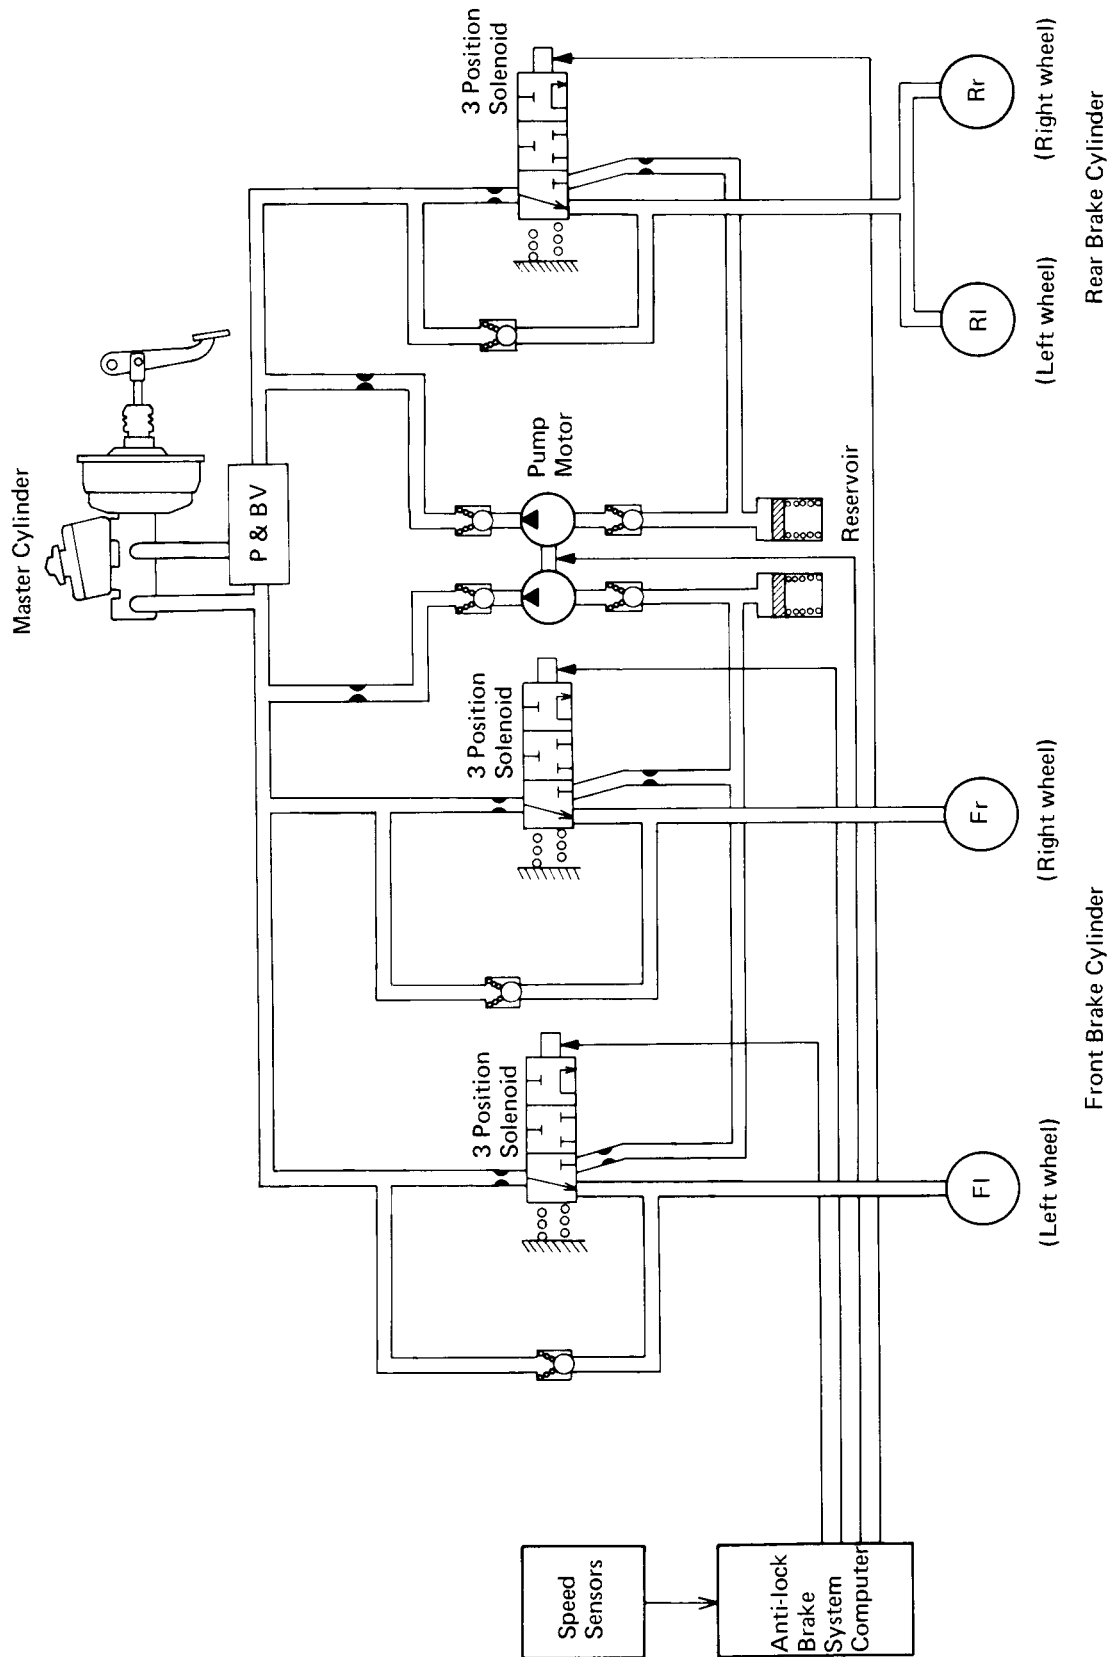 Master Cylinder
P & BV
3 Position
Solenoid
3 Position
Solenoid
3 Position
Solenoid
Pump
Motor
Reservoir
Speed
Sensors
Anti-lock
Brake
System
Computer
Fl
Fr
Rl
Rr
(Left wheel)
(Right wheel)
(Left wheel)
(Right wheel)
Front Brake Cylinder
Rear Brake Cylinder